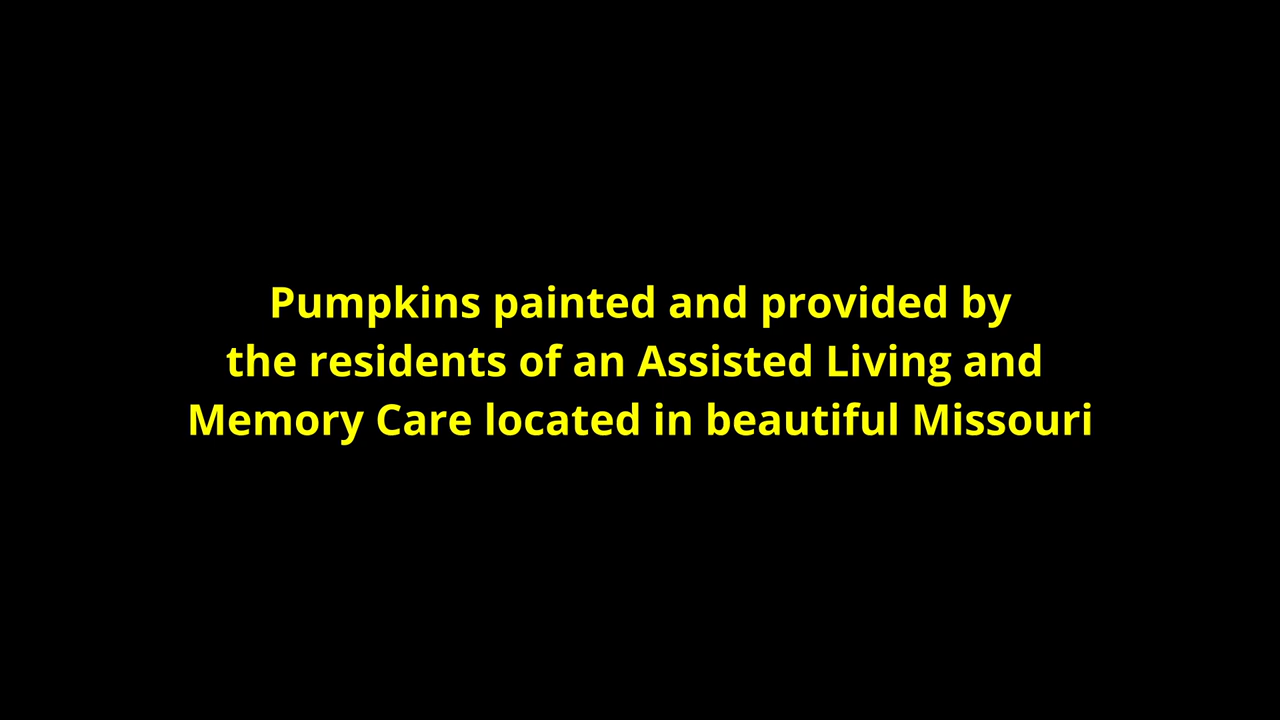 Pumpkins painted and provided by
the residents of an Assisted Living and
Memory Care located in beautiful Missouri